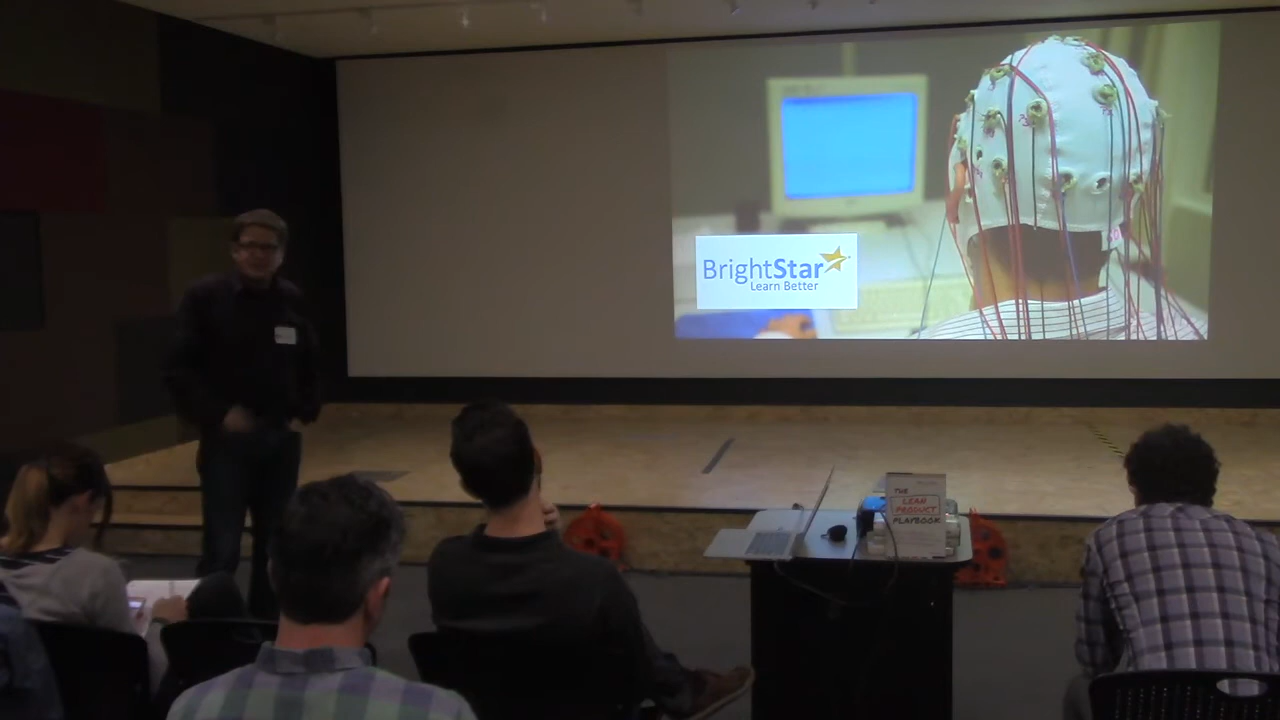 BrightStar
Learn Better
THE
LEAN
PRODUCT
PLAYBOOK